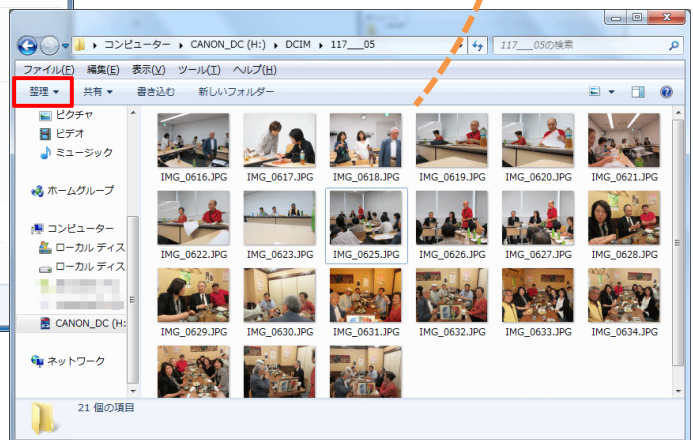 コンピューター ▸ CANON_DC (H:) ▸ DCIM ▸ 117___05
117___05の検索
ファイル(F) 編集(E) 表示(V) ツール(T) ヘルプ(H)
整理 ▼ 共有 ▼ 書き込む 新しいフォルダー
ピクチャ
ビデオ
ミュージック
ホームグループ
コンピューター
ローカル ディス
ローカル ディス
CANON_DC (H:
ネットワーク
IMG_0616.JPG IMG_0617.JPG IMG_0618.JPG IMG_0619.JPG IMG_0620.JPG IMG_0621.JPG
IMG_0622.JPG IMG_0623.JPG IMG_0625.JPG IMG_0626.JPG IMG_0627.JPG IMG_0628.JPG
IMG_0629.JPG IMG_0630.JPG IMG_0631.JPG IMG_0632.JPG IMG_0633.JPG IMG_0634.JPG
21 個の項目